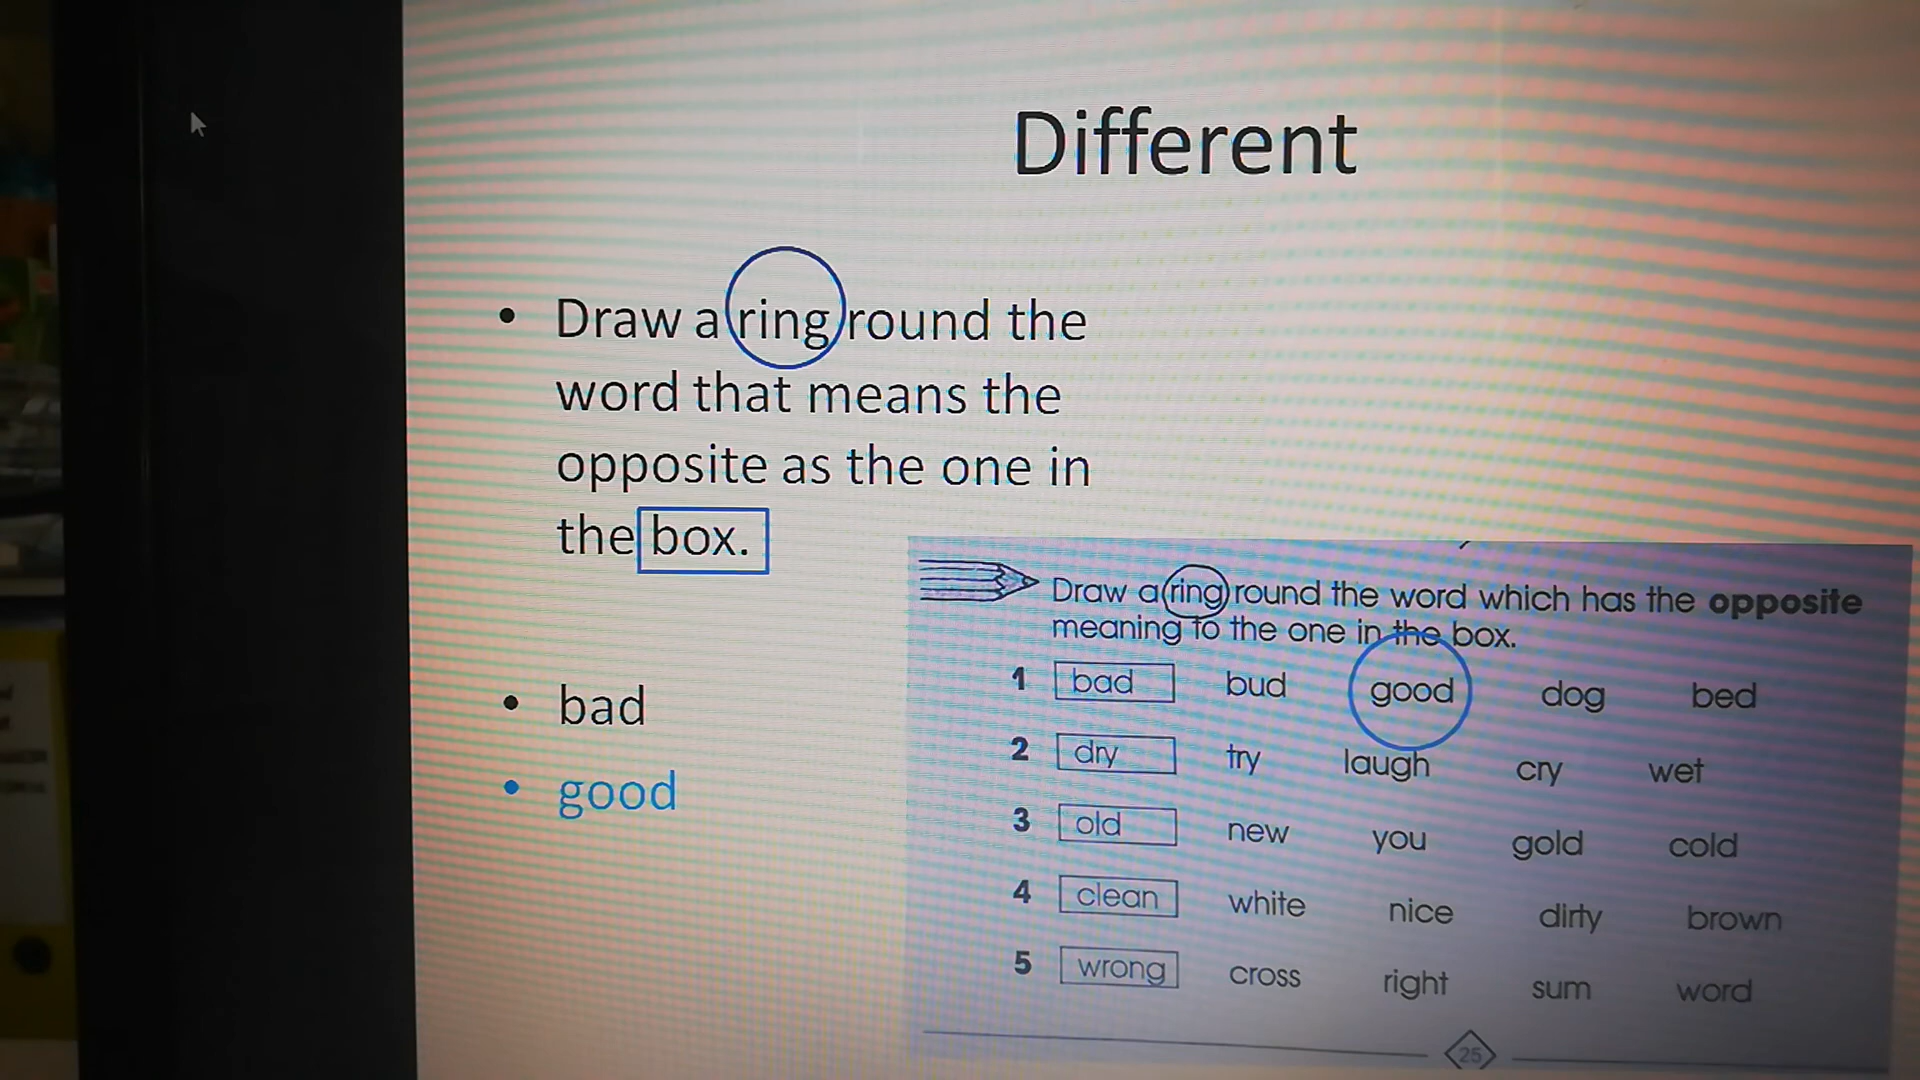 Different
• Draw a ring round the
word that means the
opposite as the one in
the box.
• bad
• good
Draw a ring round the word which has the opposite
meaning to the one in the box.
1 bad bud good dog bed
2 dry try laugh cry wet
3 old new you gold cold
4 clean white nice dirty brown
5 wrong cross right sum word
25